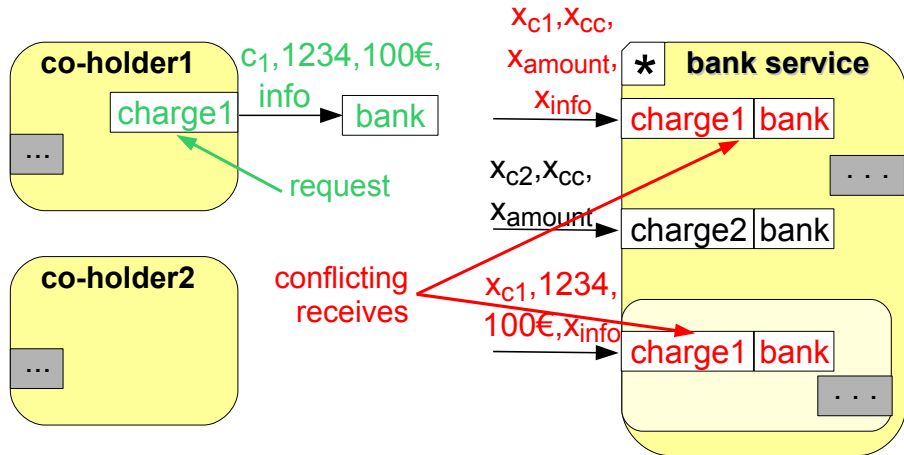 co-holder1
c1,1234,100€,
info
charge1
bank
...
request
co-holder2
...
conflicting
receives
xc1,xcc,
xamount,
xinfo
* bank service
charge1 bank
...
xc2,xcc,
xamount
charge2 bank
xc1,1234,
100€,xinfo
charge1 bank
...